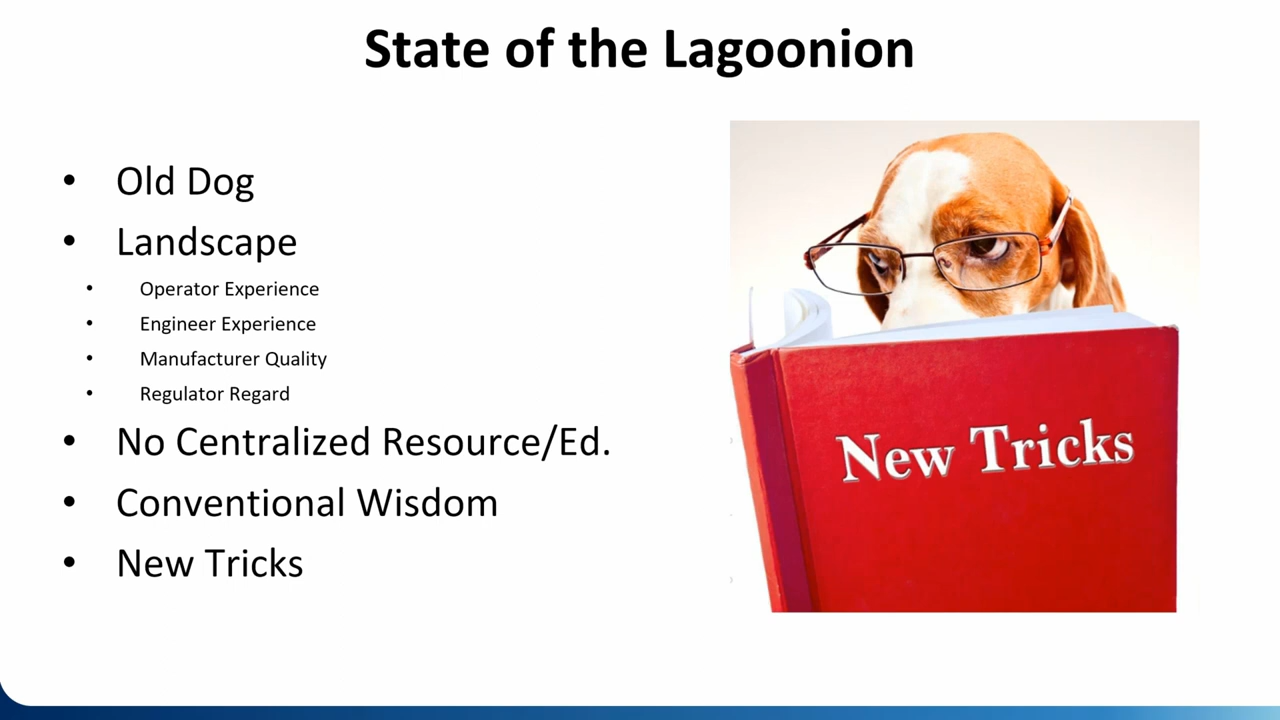 State of the Lagoonion
• Old Dog
• Landscape
• Operator Experience
• Engineer Experience
• Manufacturer Quality
• Regulator Regard
• No Centralized Resource/Ed.
• Conventional Wisdom
• New Tricks
New Tricks